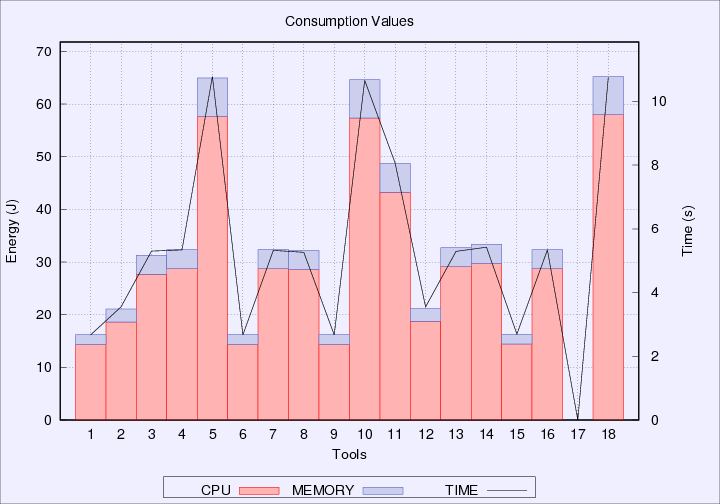 Consumption Values
70
60
50
40
30
20
10
0
Energy (J)
10
8
6
4
2
0
Time (s)
1 2 3 4 5 6 7 8 9 10 11 12 13 14 15 16 17 18
Tools
CPU MEMORY TIME